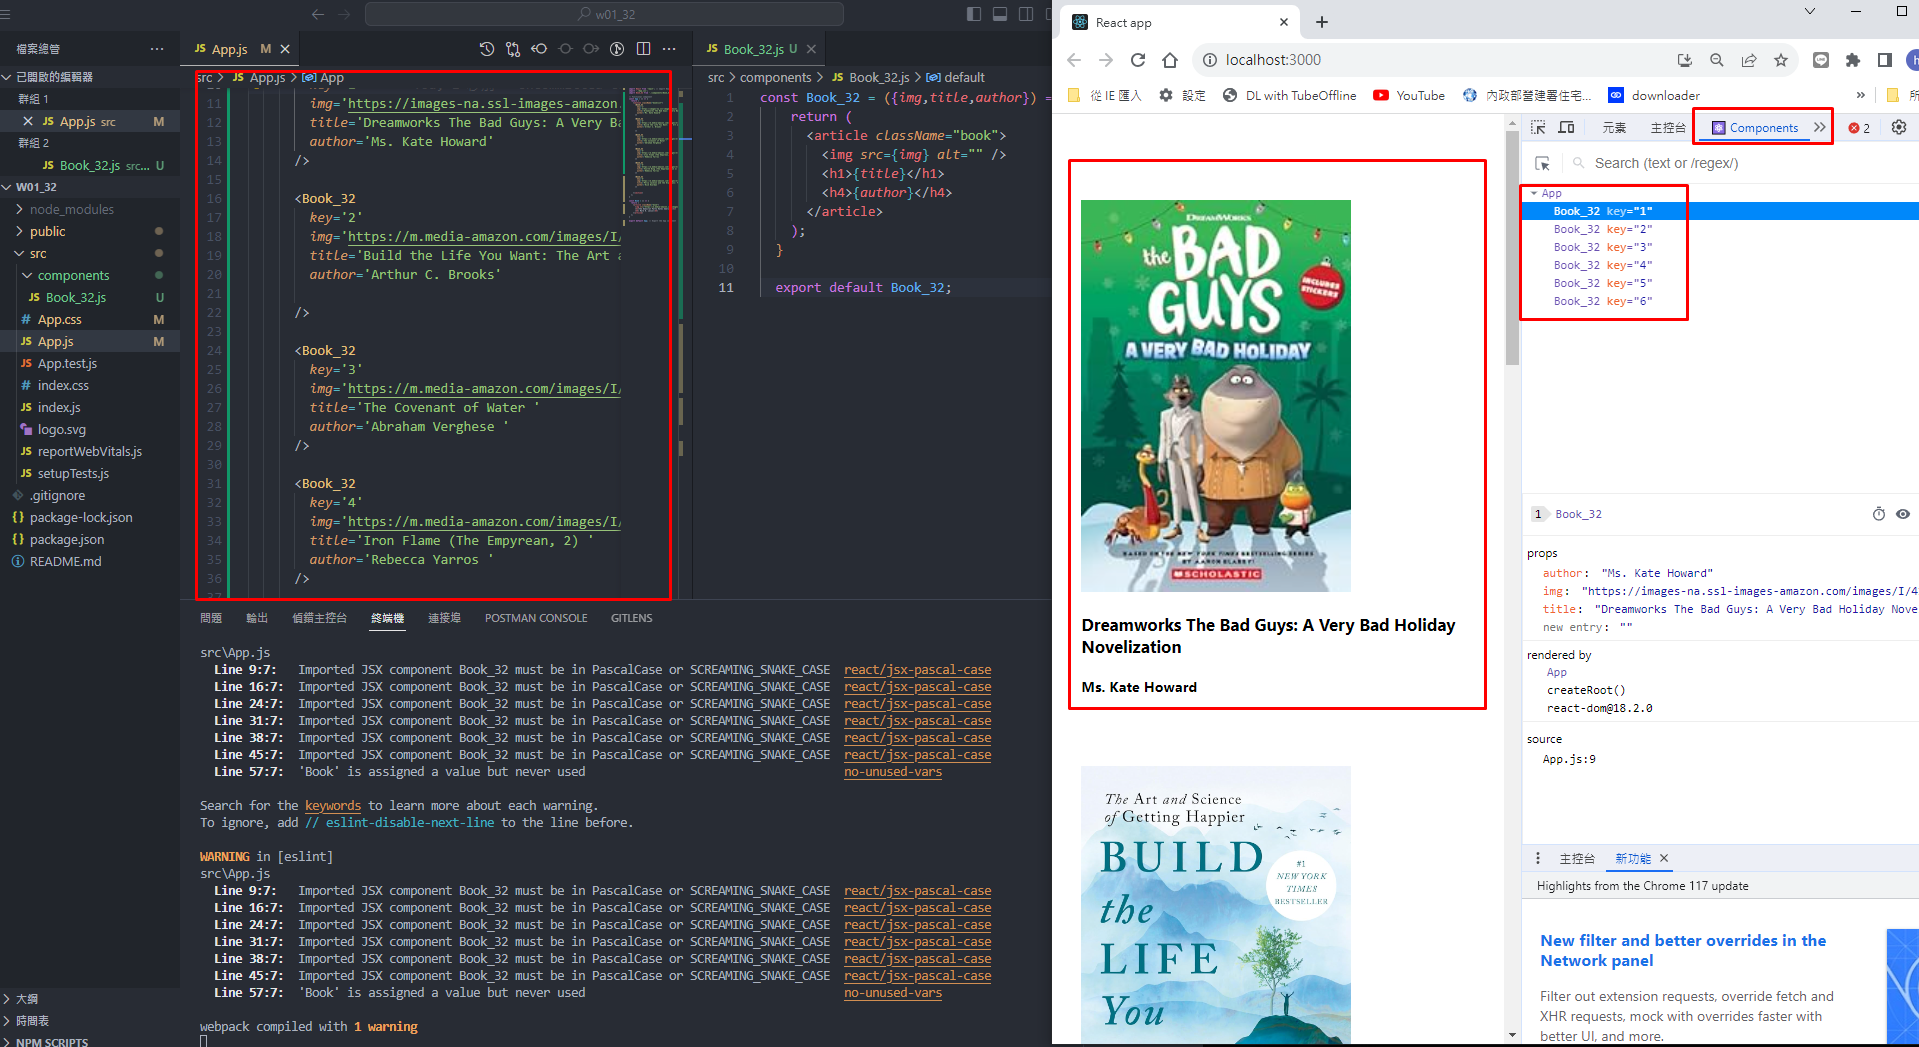 w01_32
檔案總管
已開啟的編輯器
群組 1
App.js src M
群組 2
Book_32.js src... U
W01_32
node_modules
public
src
components
Book_32.js U
App.css M
App.js M
App.test.js
index.css
index.js
logo.svg
reportWebVitals.js
setupTests.js
.gitignore
package-lock.json
package.json
README.md
大綱
時間表
NPM SCRIPTS
JS App.js M
src > JS App.js > App
11 img='https://images-na.ssl-images-amazon.
12 title='Dreamworks The Bad Guys: A Very Ba
13 author='Ms. Kate Howard'
14 />
15
16 <Book_32
17 key='2'
18 img='https://m.media-amazon.com/images/I/
19 title='Build the Life You Want: The Art a
20 author='Arthur C. Brooks'
21
22 />
23
24 <Book_32
25 key='3'
26 img='https://m.media-amazon.com/images/I/
27 title='The Covenant of Water '
28 author='Abraham Verghese '
29 />
30
31 <Book_32
32 key='4'
33 img='https://m.media-amazon.com/images/I/
34 title='Iron Flame (The Empyrean, 2) '
35 author='Rebecca Yarros '
36 />
37
JS Book_32.js U
src > components > JS Book_32.js > default
1 const Book_32 = ({img,title,author}) =
2 return (
3 <article className="book">
4 <img src={img} alt="" />
5 <h1>{title}</h1>
6 <h4>{author}</h4>
7 </article>
8 );
9 }
10
11 export default Book_32;
問題 輸出 偵錯主控台 終端機 連接埠 POSTMAN CONSOLE GITLENS
src\App.js
Line 9:7: Imported JSX component Book_32 must be in PascalCase or SCREAMING_SNAKE_CASE react/jsx-pascal-case
Line 16:7: Imported JSX component Book_32 must be in PascalCase or SCREAMING_SNAKE_CASE react/jsx-pascal-case
Line 24:7: Imported JSX component Book_32 must be in PascalCase or SCREAMING_SNAKE_CASE react/jsx-pascal-case
Line 31:7: Imported JSX component Book_32 must be in PascalCase or SCREAMING_SNAKE_CASE react/jsx-pascal-case
Line 38:7: Imported JSX component Book_32 must be in PascalCase or SCREAMING_SNAKE_CASE react/jsx-pascal-case
Line 45:7: Imported JSX component Book_32 must be in PascalCase or SCREAMING_SNAKE_CASE react/jsx-pascal-case
Line 57:7: 'Book' is assigned a value but never used no-unused-vars
Search for the keywords to learn more about each warning.
To ignore, add // eslint-disable-next-line to the line before.
WARNING in [eslint]
src\App.js
Line 9:7: Imported JSX component Book_32 must be in PascalCase or SCREAMING_SNAKE_CASE react/jsx-pascal-case
Line 16:7: Imported JSX component Book_32 must be in PascalCase or SCREAMING_SNAKE_CASE react/jsx-pascal-case
Line 24:7: Imported JSX component Book_32 must be in PascalCase or SCREAMING_SNAKE_CASE react/jsx-pascal-case
Line 31:7: Imported JSX component Book_32 must be in PascalCase or SCREAMING_SNAKE_CASE react/jsx-pascal-case
Line 38:7: Imported JSX component Book_32 must be in PascalCase or SCREAMING_SNAKE_CASE react/jsx-pascal-case
Line 45:7: Imported JSX component Book_32 must be in PascalCase or SCREAMING_SNAKE_CASE react/jsx-pascal-case
Line 57:7: 'Book' is assigned a value but never used no-unused-vars
webpack compiled with 1 warning
React app
localhost:3000
從 IE 匯入 設定 DL with TubeOffline YouTube 內政部營建署住宅... downloader » 所
DREAMWORKS
the
BAD
GUYS
INCLUDES
STICKERS
A VERY BAD HOLIDAY
BASED ON THE NEW YORK TIMES BESTSELLING SERIES
BY AARON BLABEY
SCHOLASTIC
Dreamworks The Bad Guys: A Very Bad Holiday
Novelization
Ms. Kate Howard
The Art and Science
of Getting Happier
BUILD
the
LIFE
You
#1
NEW YORK
TIMES
BESTSELLER
元素 主控台 Components » 2
Search (text or /regex/)
App
Book_32 key="1"
Book_32 key="2"
Book_32 key="3"
Book_32 key="4"
Book_32 key="5"
Book_32 key="6"
1 Book_32
props
author: "Ms. Kate Howard"
img: "https://images-na.ssl-images-amazon.com/images/I/4
title: "Dreamworks The Bad Guys: A Very Bad Holiday Nove
new entry: ""
rendered by
App
createRoot()
react-dom@18.2.0
source
App.js:9
主控台 新功能
Highlights from the Chrome 117 update
New filter and better overrides in the
Network panel
Filter out extension requests, override fetch and
XHR requests, mock with overrides faster with
better UI, and more.